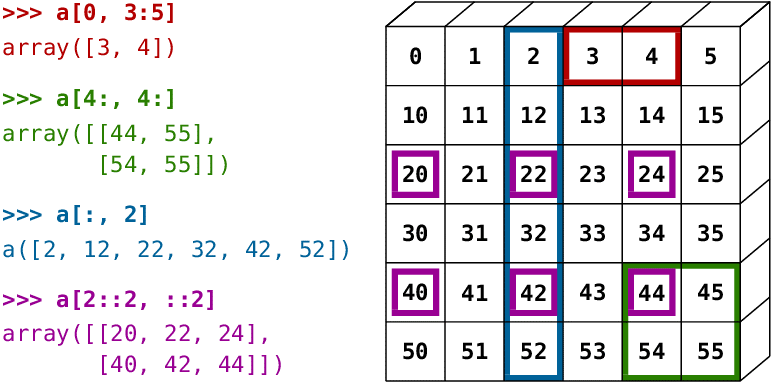 >>> a[0, 3:5]
array([3, 4])
>>> a[4:, 4:]
array([[44, 55],
       [54, 55]])
>>> a[:, 2]
a([2, 12, 22, 32, 42, 52])
>>> a[2::2, ::2]
array([[20, 22, 24],
       [40, 42, 44]])
0 1 2 3 4 5
10 11 12 13 14 15
20 21 22 23 24 25
30 31 32 33 34 35
40 41 42 43 44 45
50 51 52 53 54 55